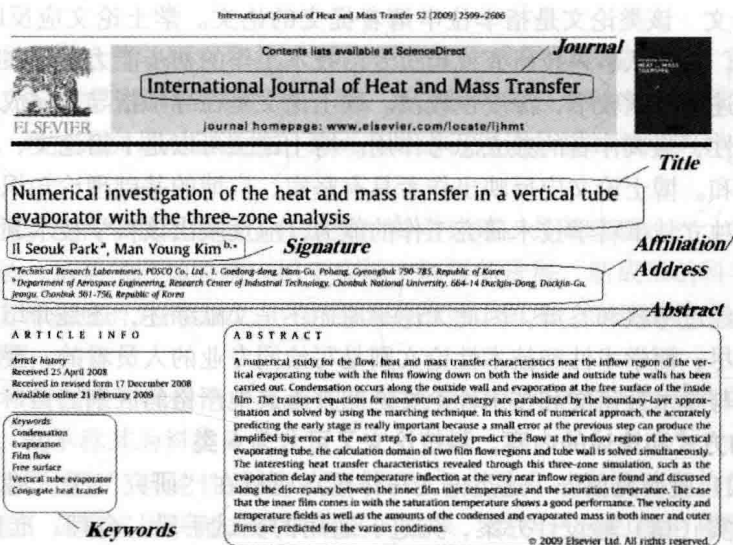 International Journal of Heat and Mass Transfer 52 (2009) 2599–2606
Contents lists available at ScienceDirect
Journal
International Journal of Heat and Mass Transfer
ELSEVIER
journal homepage: www.elsevier.com/locate/ijhmt
HEAT and MASS
TRANSFER
Title
Numerical investigation of the heat and mass transfer in a vertical tube
evaporator with the three-zone analysis
Il Seouk Park a, Man Young Kim b,*
Signature
Affiliation/
Address
a Technical Research Laboratories, POSCO Co., Ltd., 1, Goedong-dong, Nam-Gu, Pohang, Gyeongbuk 790-785, Republic of Korea
b Department of Aerospace Engineering, Research Center of Industrial Technology, Chonbuk National University, 664-14 Duckjin-Dong, Duckjin-Gu,
Jeonju, Chonbuk 561-756, Republic of Korea
Abstract
ARTICLE INFO
Article history:
Received 25 April 2008
Received in revised form 17 December 2008
Available online 21 February 2009
Keywords:
Condensation
Evaporation
Film flow
Free surface
Vertical tube evaporator
Conjugate heat transfer
Keywords
ABSTRACT
A numerical study for the flow, heat and mass transfer characteristics near the inflow region of the ver-
tical evaporating tube with the films flowing down on both the inside and outside tube walls has been
carried out. Condensation occurs along the outside wall and evaporation at the free surface of the inside
film. The transport equations for momentum and energy are parabolized by the boundary-layer approx-
imation and solved by using the marching technique. In this kind of numerical approach, the accurately
predicting the early stage is really important because a small error at the previous step can produce the
amplified big error at the next step. To accurately predict the flow at the inflow region of the vertical
evaporating tube, the calculation domain of two film flow regions and tube wall is solved simultaneously.
The interesting heat transfer characteristics revealed through this three-zone simulation, such as the
evaporation delay and the temperature inflection at the very near inflow region are found and discussed
along the discrepancy between the inner film inlet temperature and the saturation temperature. The case
that the inner film comes in with the saturation temperature shows a good performance. The velocity and
temperature fields as well as the amounts of the condensed and evaporated mass in both inner and outer
films are predicted for the various conditions.
© 2009 Elsevier Ltd. All rights reserved.